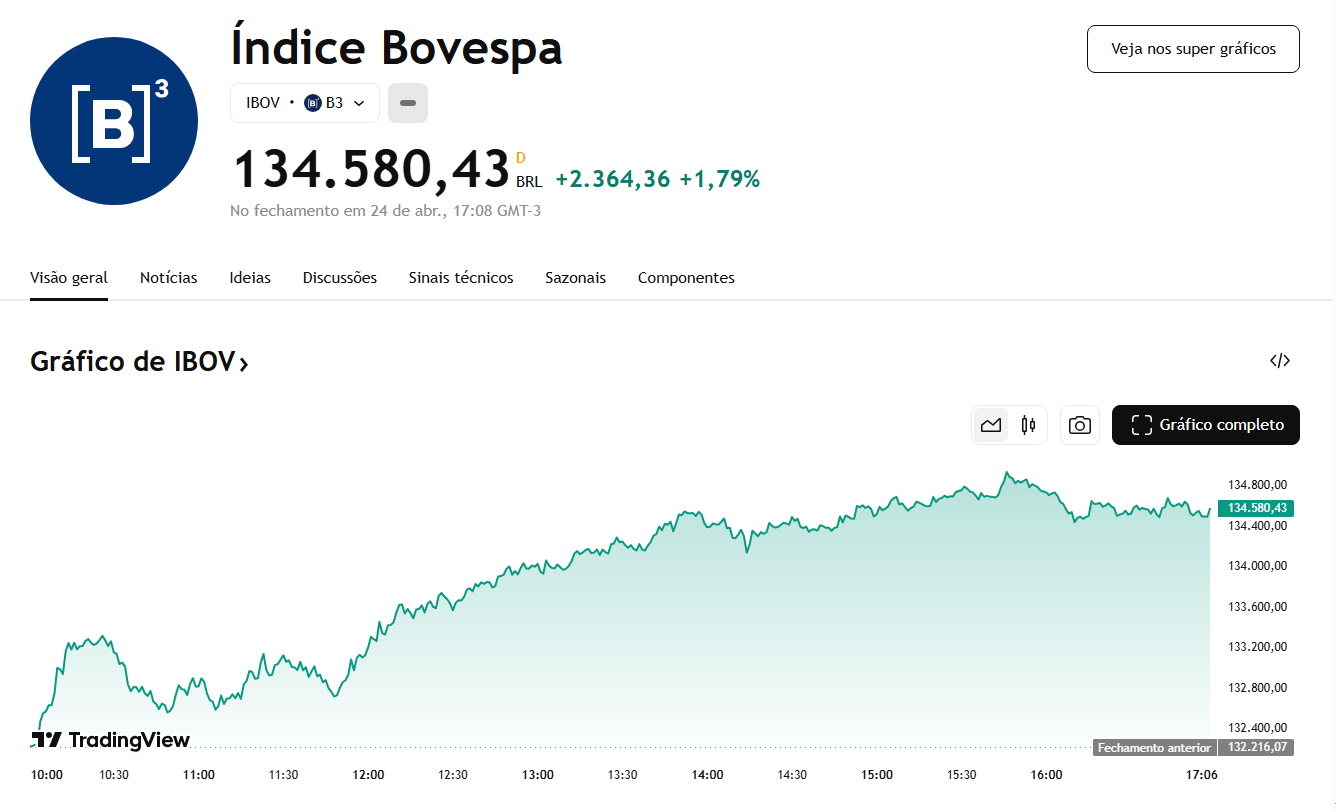 [B]³
Índice Bovespa
Veja nos super gráficos
IBOV • [B]³ B3
134.580,43 D BRL +2.364,36 +1,79%
No fechamento em 24 de abr., 17:08 GMT-3
Visão geral Notícias Ideias Discussões Sinais técnicos Sazonais Componentes
Gráfico de IBOV ›
</>
Gráfico completo
134.800,00
134.580,43
134.400,00
134.000,00
133.600,00
133.200,00
132.800,00
132.400,00
TradingView
Fechamento anterior 132.216,07
10:00 10:30 11:00 11:30 12:00 12:30 13:00 13:30 14:00 14:30 15:00 15:30 16:00 17:06